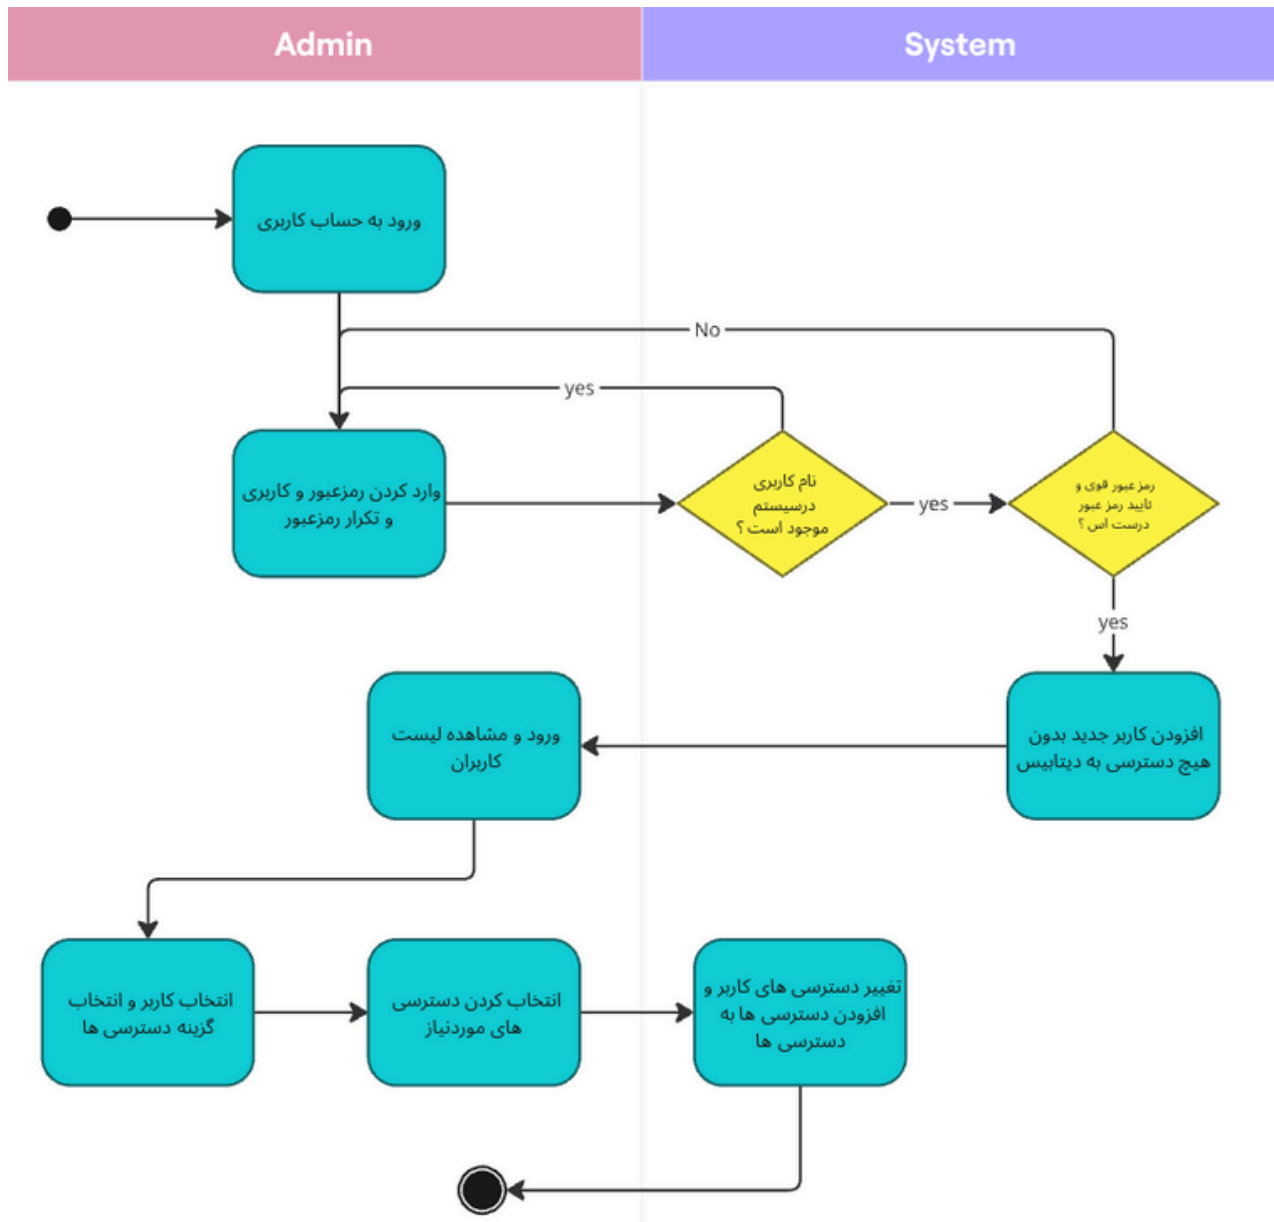 Admin
System
ورود به حساب کاربری
No
yes
وارد کردن رمزعبور و کاربری
و تکرار رمزعبور
نام کاربری
درسیستم
موجود است ؟
yes
رمز عبور قوی و
تایید رمز عبور
درست اس ؟
yes
ورود و مشاهده لیست
کاربران
افزودن کاربر جدید بدون
هیچ دسترسی به دیتابیس
انتخاب کاربر و انتخاب
گزینه دسترسی ها
انتخاب کردن دسترسی
های موردنیاز
تغییر دسترسی های کاربر و
افزودن دسترسی ها به
دسترسی ها